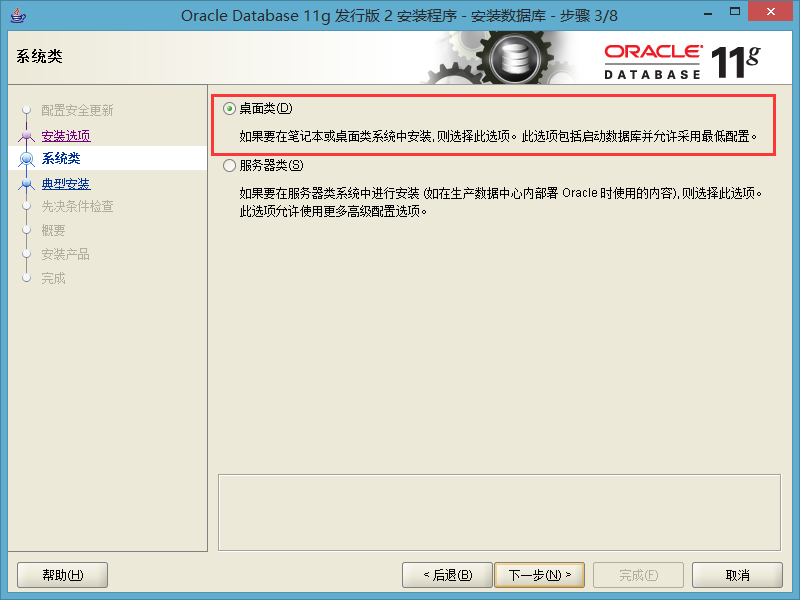 Oracle Database 11g 发行版 2 安装程序 - 安装数据库 - 步骤 3/8
系统类
ORACLE
DATABASE
11g
配置安全更新
安装选项
系统类
典型安装
先决条件检查
概要
安装产品
完成
桌面类(D)
如果要在笔记本或桌面类系统中安装,则选择此选项。此选项包括启动数据库并允许采用最低配置。
服务器类(S)
如果要在服务器类系统中进行安装 (如在生产数据中心内部署 Oracle 时使用的内容),则选择此选项。
此选项允许使用更多高级配置选项。
帮助(H)
< 后退(B)
下一步(N) >
完成(F)
取消